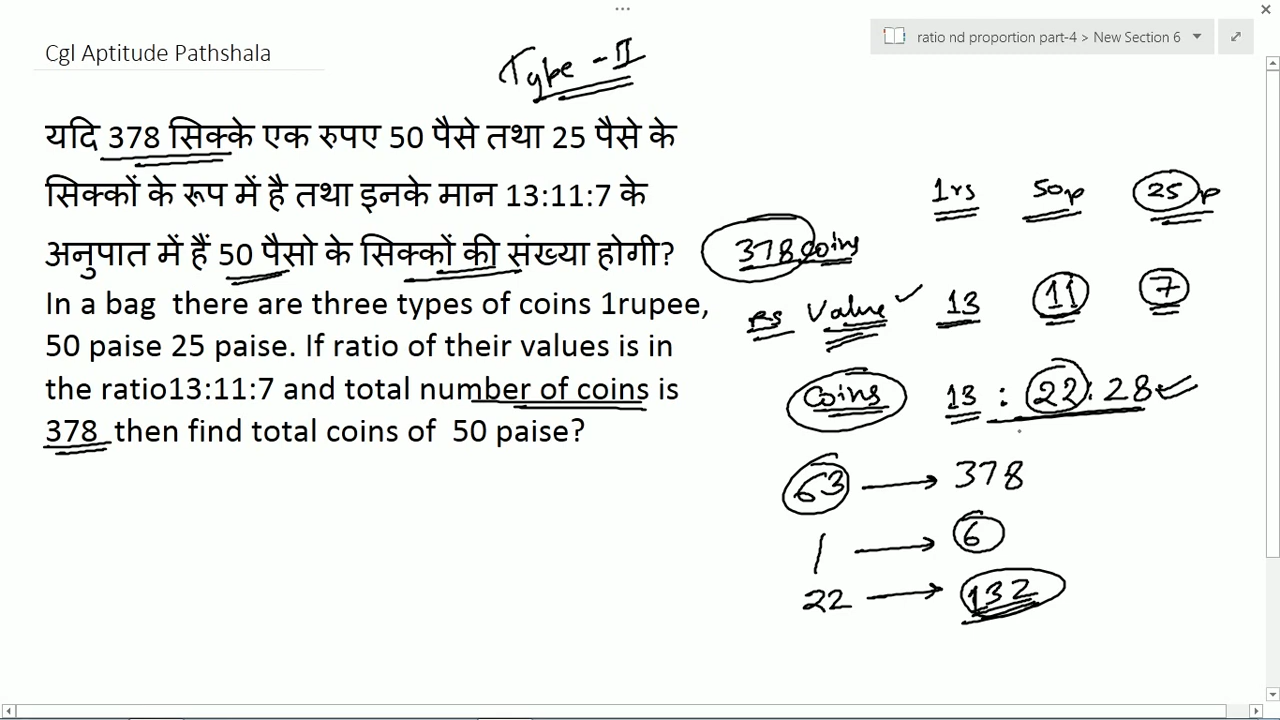 Cgl Aptitude Pathshala
Type - II
ratio nd proportion part-4 > New Section 6
यदि 378 सिक्के एक रुपए 50 पैसे तथा 25 पैसे के
सिक्कों के रूप में है तथा इनके मान 13:11:7 के
अनुपात में हैं 50 पैसो के सिक्कों की संख्या होगी?
In a bag there are three types of coins 1rupee,
50 paise 25 paise. If ratio of their values is in
the ratio13:11:7 and total number of coins is
378 then find total coins of 50 paise?
1rs 50p 25 p
378 coins
Rs Value ✓ 13 11 7
Coins 13 : 22 : 28 ✓
63 → 378
1 → 6
22 → 132